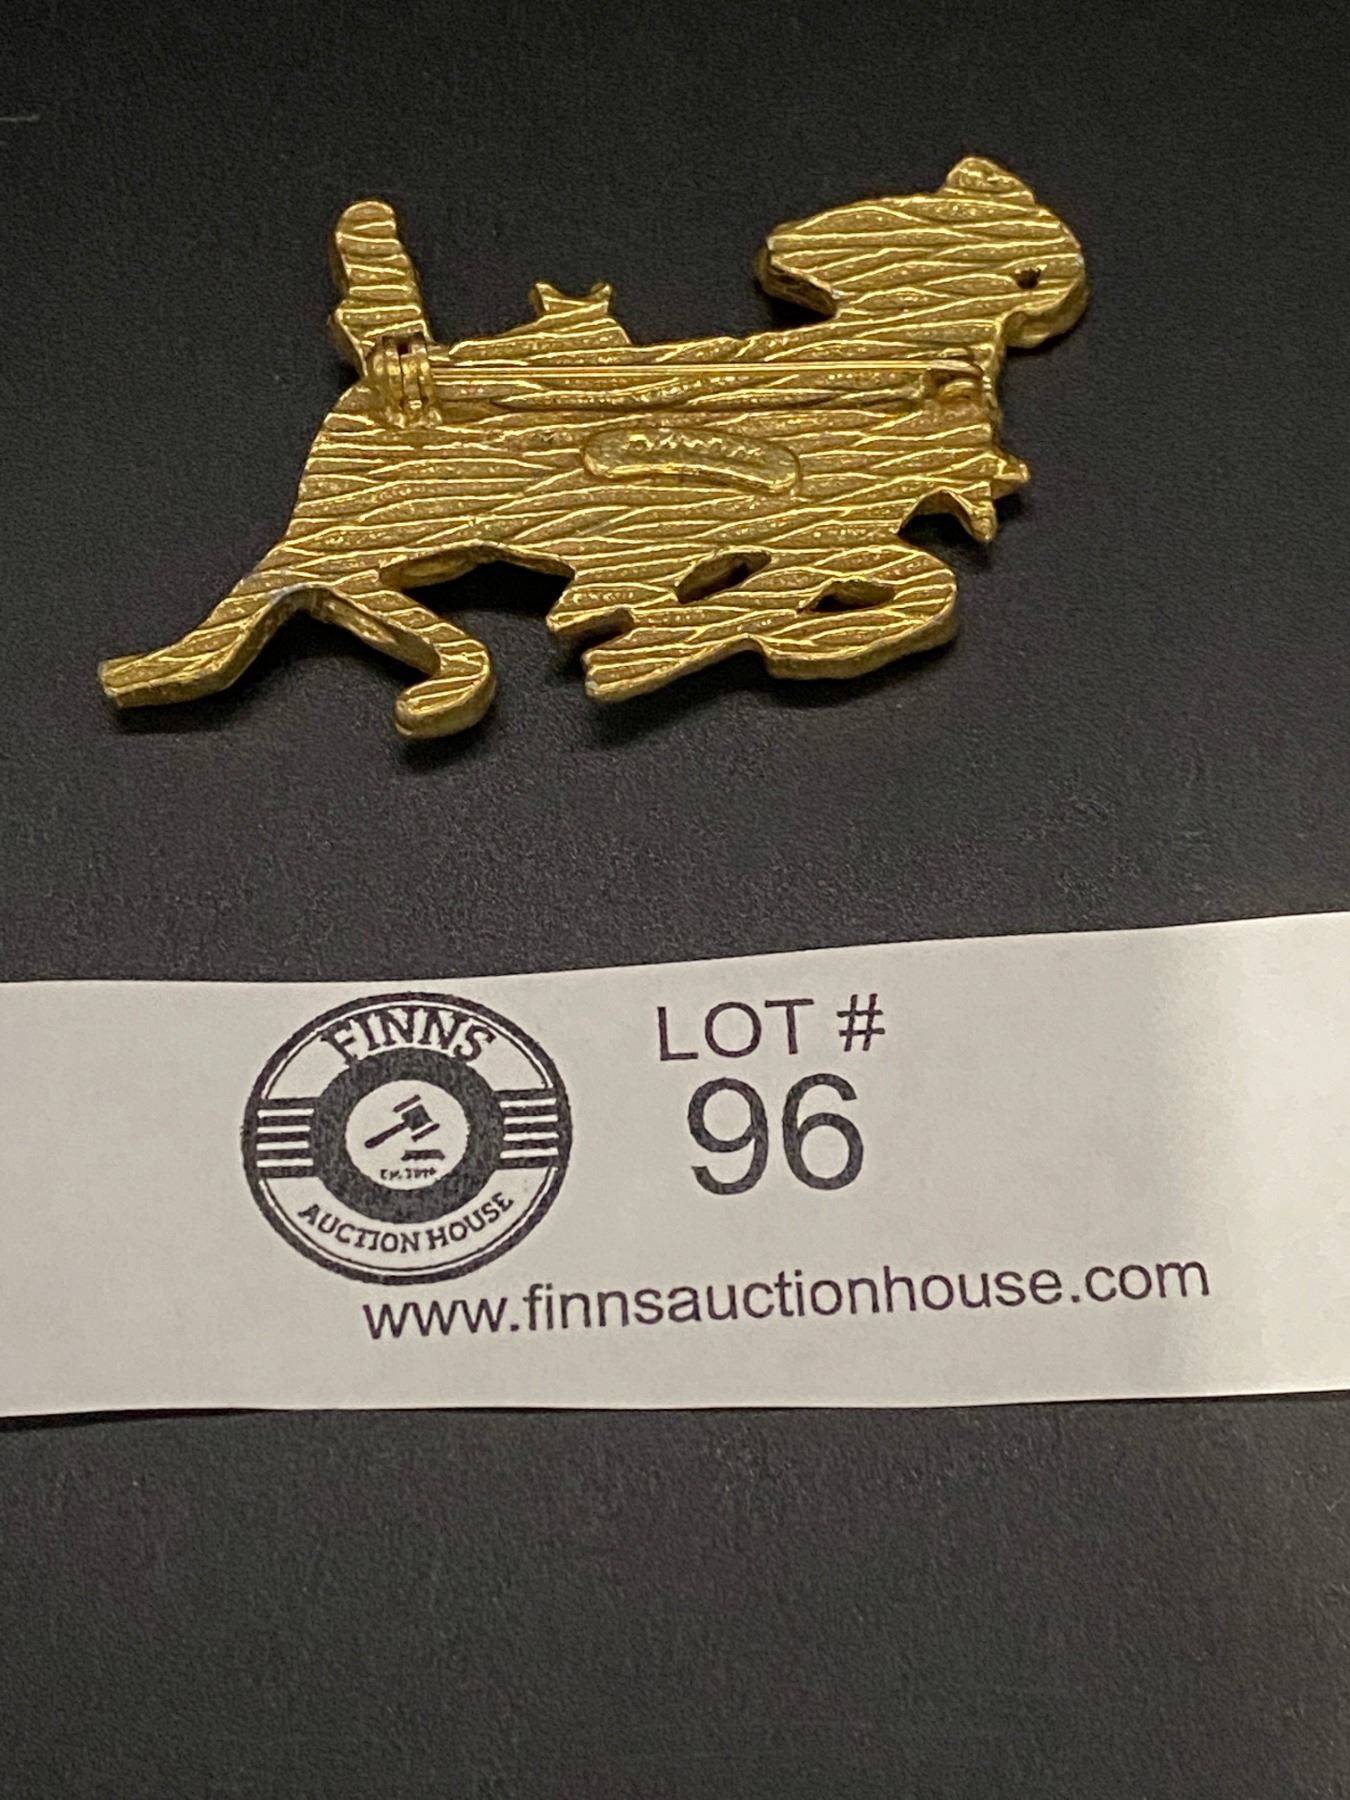 FINNS
AUCTION HOUSE
LOT #
96
www.finnsauctionhouse.com